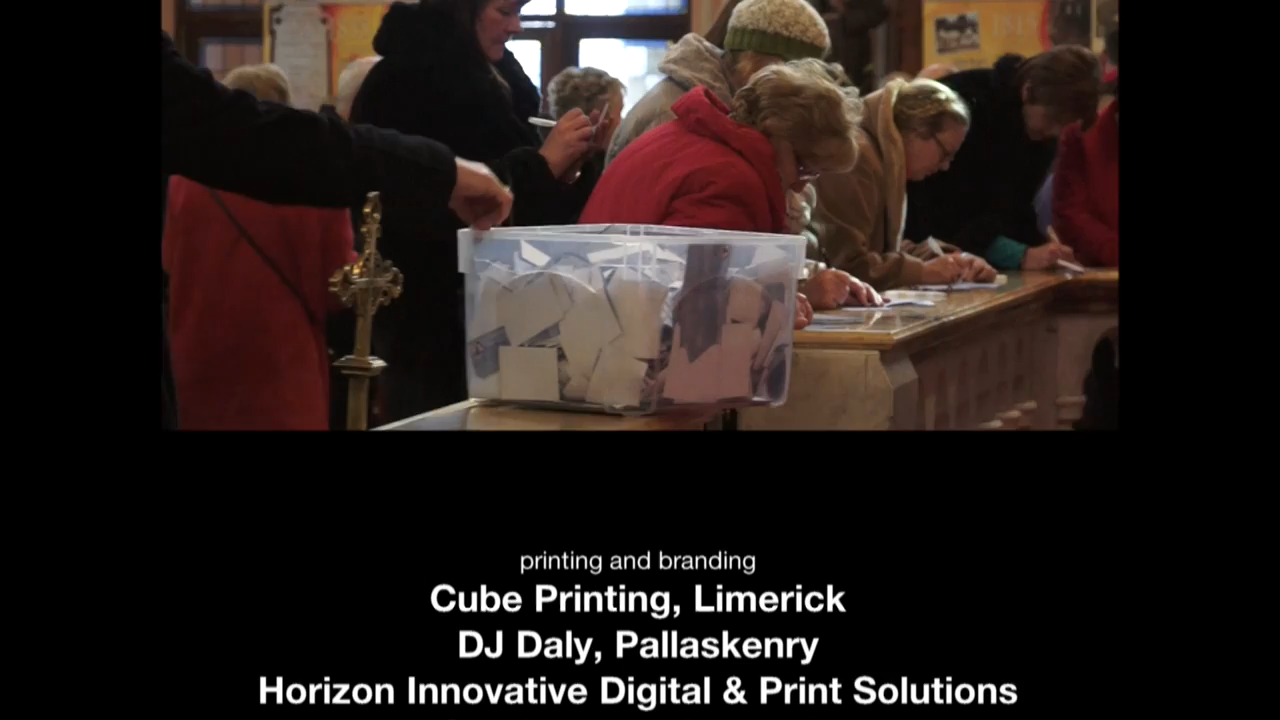 printing and branding
Cube Printing, Limerick
DJ Daly, Pallaskenry
Horizon Innovative Digital & Print Solutions